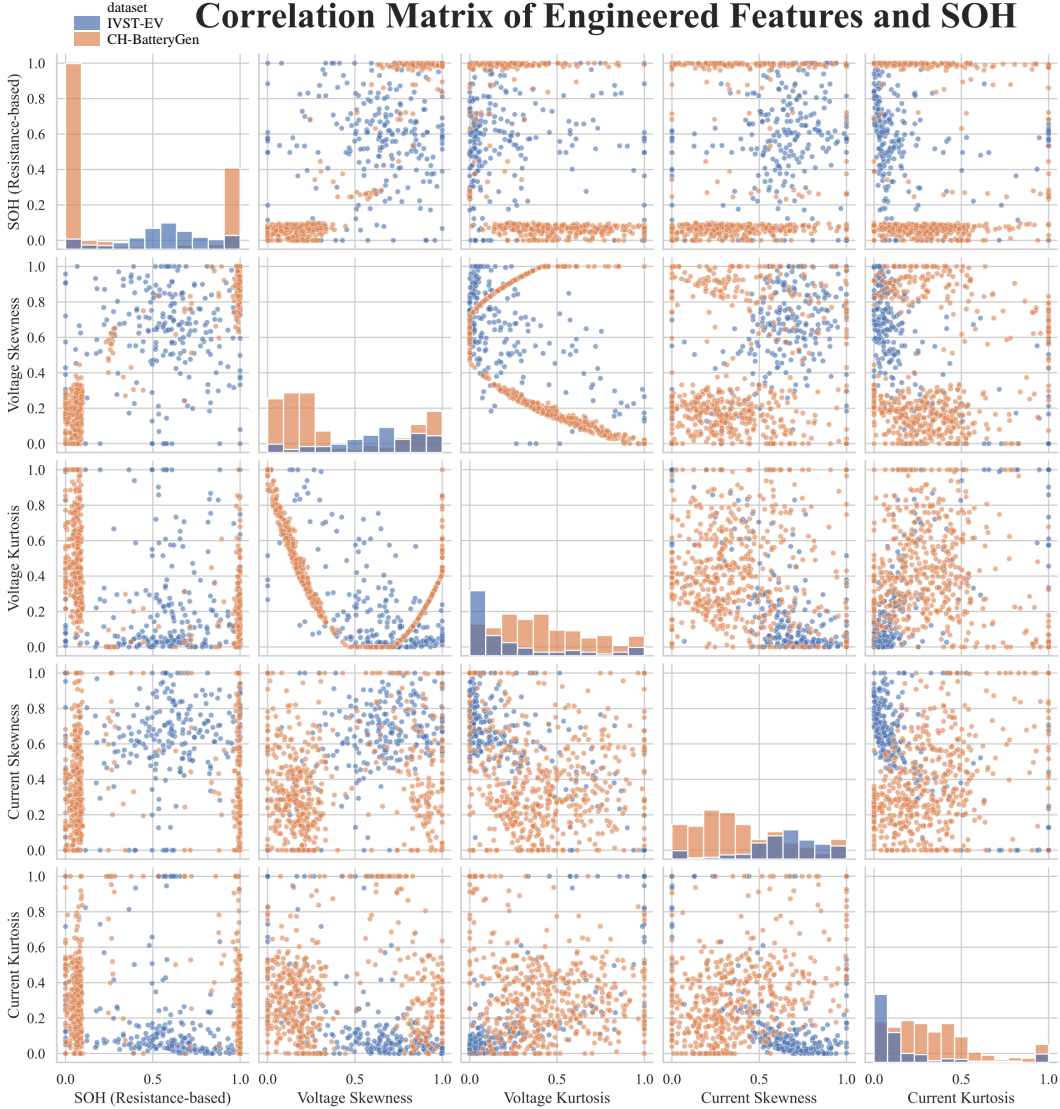 dataset
IVST-EV
CH-BatteryGen
Correlation Matrix of Engineered Features and SOH
SOH (Resistance-based)
1.0
0.8
0.6
0.4
0.2
0.0
Voltage Skewness
1.0
0.8
0.6
0.4
0.2
0.0
Voltage Kurtosis
1.0
0.8
0.6
0.4
0.2
0.0
Current Skewness
1.0
0.8
0.6
0.4
0.2
0.0
Current Kurtosis
1.0
0.8
0.6
0.4
0.2
0.0
0.0 0.5 1.0 0.0 0.5 1.0 0.0 0.5 1.0 0.0 0.5 1.0 0.0 0.5 1.0
SOH (Resistance-based) Voltage Skewness Voltage Kurtosis Current Skewness Current Kurtosis